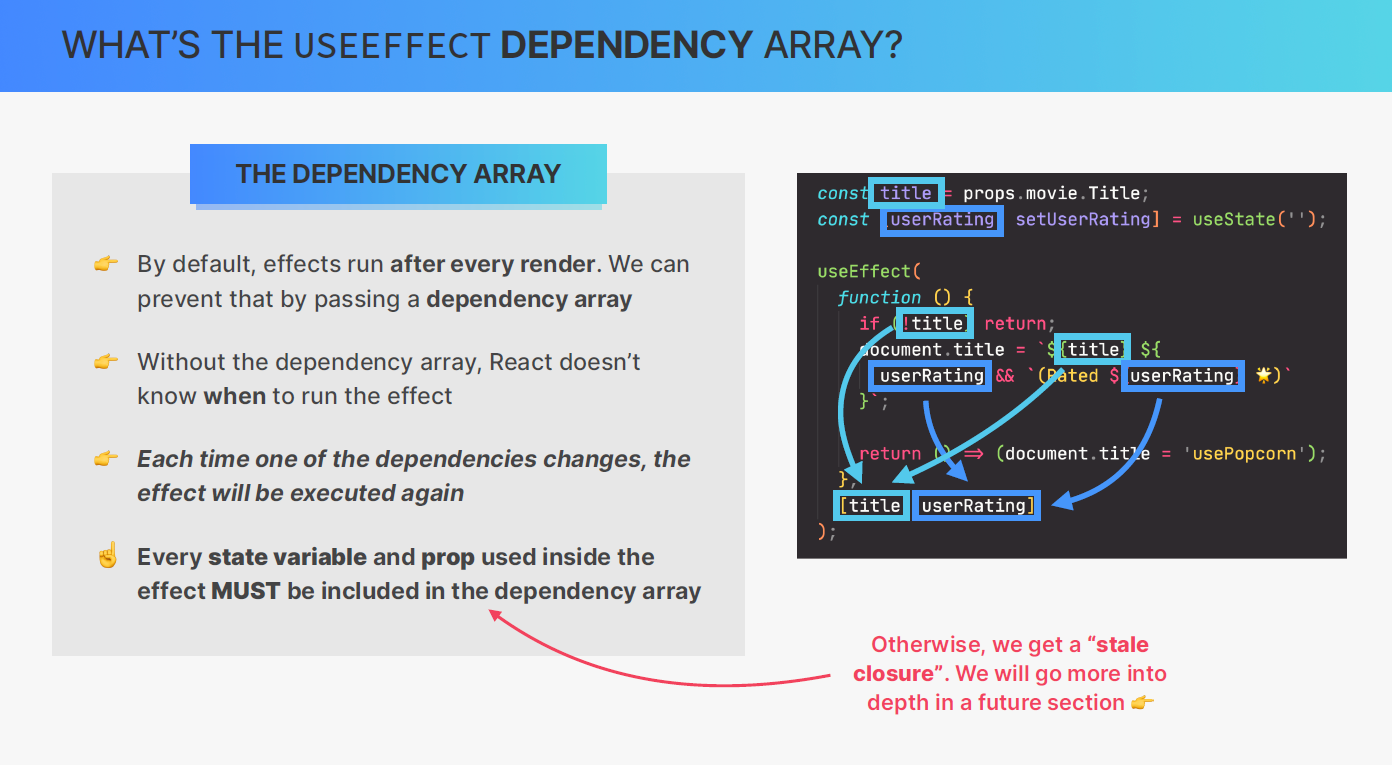 WHAT'S THE USEEFFECT DEPENDENCY ARRAY?
THE DEPENDENCY ARRAY
👉 By default, effects run after every render. We can
prevent that by passing a dependency array
👉 Without the dependency array, React doesn't
know when to run the effect
👉 Each time one of the dependencies changes, the
effect will be executed again
☝️ Every state variable and prop used inside the
effect MUST be included in the dependency array
const title = props.movie.Title;
const userRating setUserRating] = useState('');
useEffect(
function () {
if (!title) return;
document.title = `${title} ${
userRating && `(Rated $ userRating} 🌟)`
}`;
return () => (document.title = 'usePopcorn');
},
[title userRating]
);
Otherwise, we get a “stale
closure”. We will go more into
depth in a future section 👉